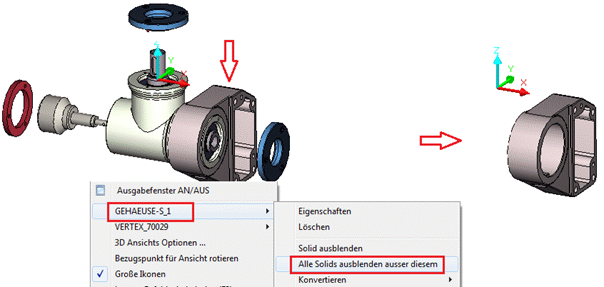 Z
Y
X
Z
Y
X
Ausgabefenster AN/AUS
GEHAEUSE-S_1
VERTEX_70029
3D Ansichts Optionen ...
Bezugspunkt für Ansicht rotieren
Große Ikonen
Eigenschaften
Löschen
Solid ausblenden
Alle Solids ausblenden ausser diesem
Konvertieren